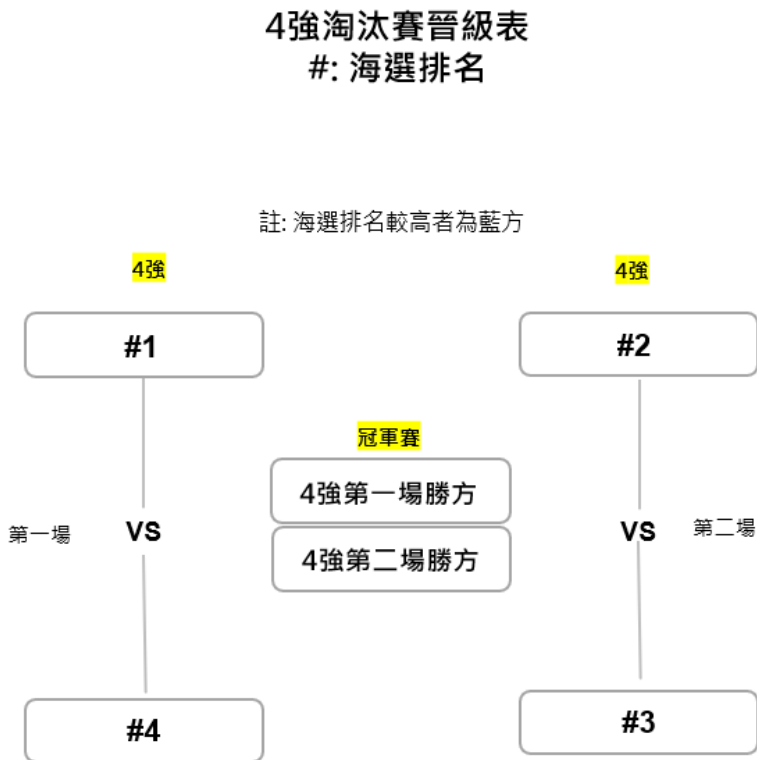 4強淘汰賽晉級表
#: 海選排名
註: 海選排名較高者為藍方
4強
4強
#1
#2
冠軍賽
4強第一場勝方
第一場
VS
VS
第二場
4強第二場勝方
#4
#3